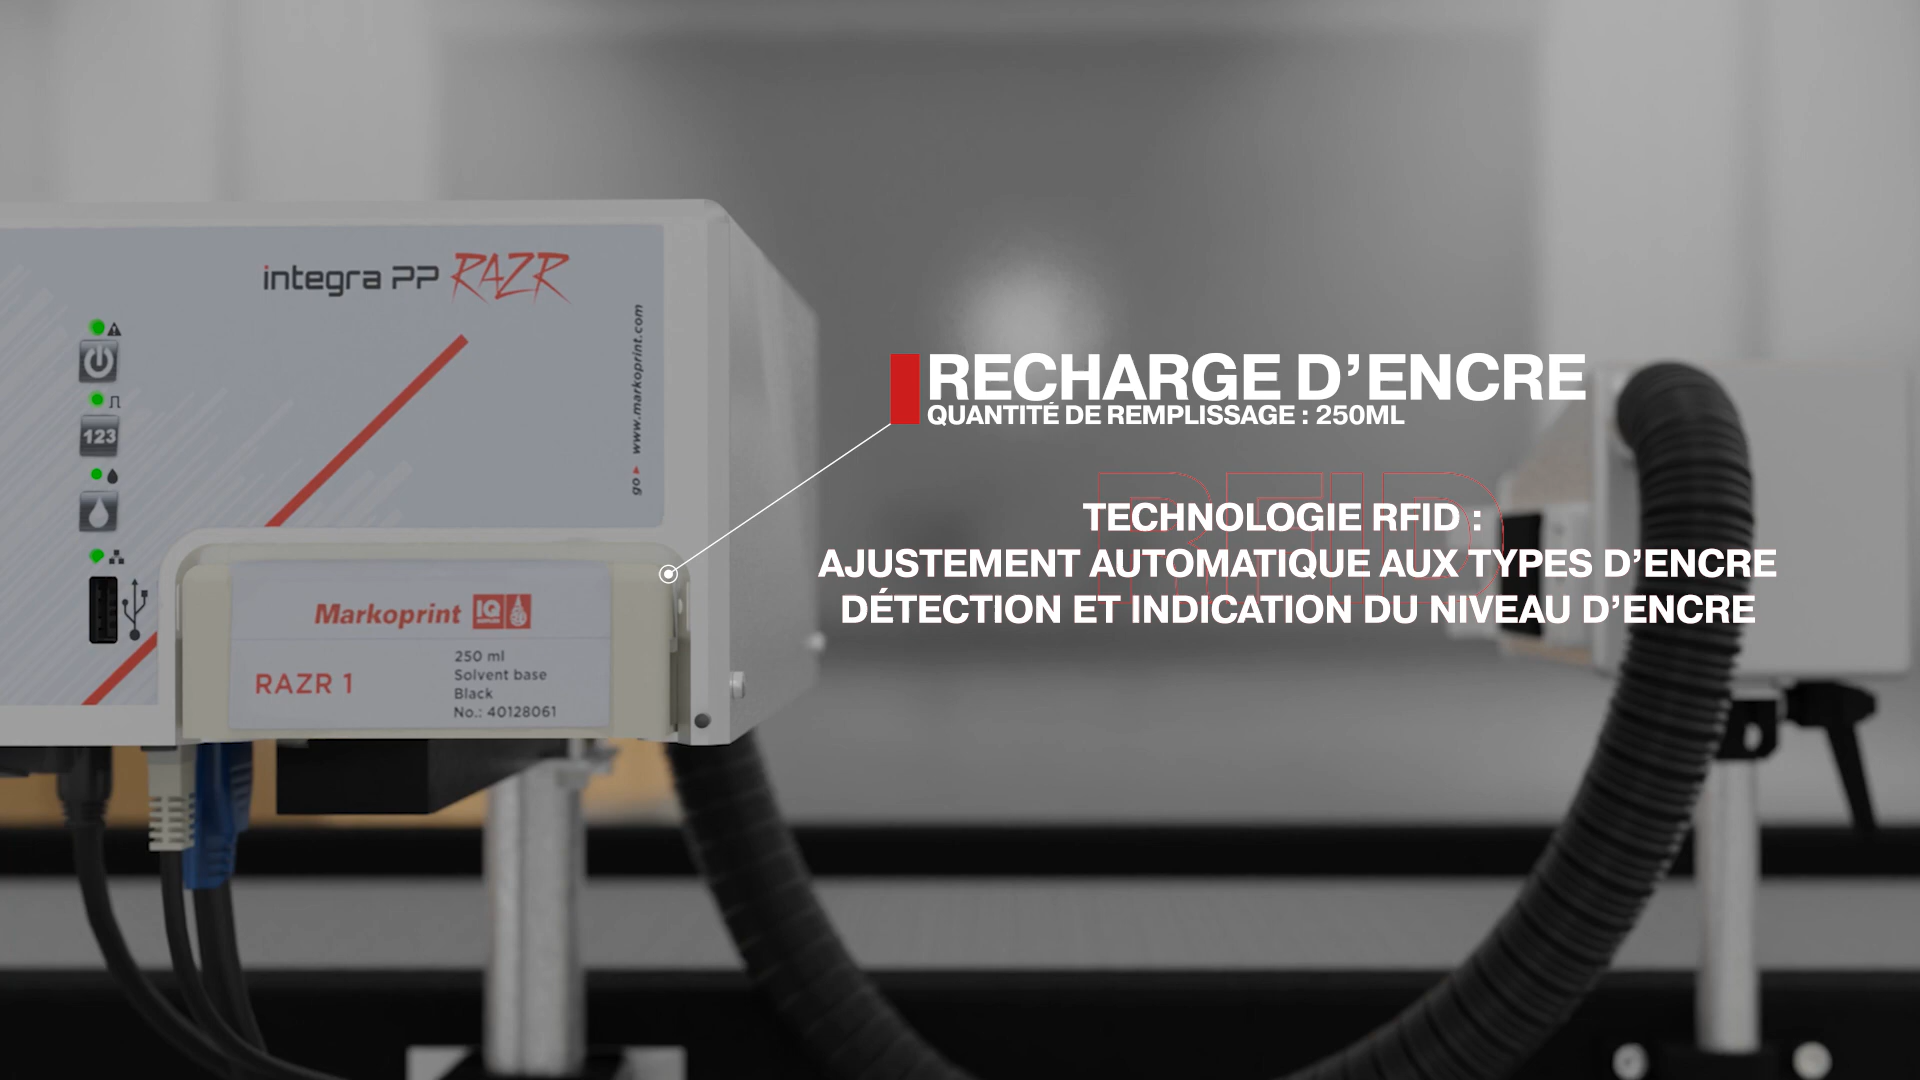 integra PP RAZR
go ▸ www.markoprint.com
123
Markoprint IQ
RAZR 1
250 ml
Solvent base
Black
No.: 40128061
RECHARGE D’ENCRE
QUANTITÉ DE REMPLISSAGE : 250ML
RFID
TECHNOLOGIE RFID :
AJUSTEMENT AUTOMATIQUE AUX TYPES D’ENCRE
DÉTECTION ET INDICATION DU NIVEAU D’ENCRE